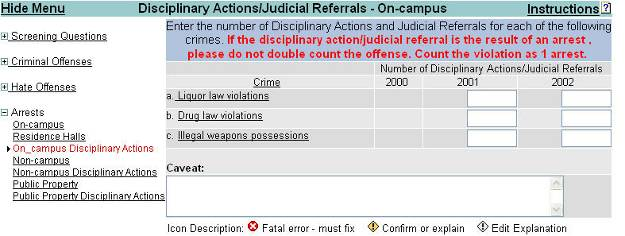 Hide Menu Disciplinary Actions/Judicial Referrals - On-campus Instructions ?
Enter the number of Disciplinary Actions and Judicial Referrals for each of the following
crimes. If the disciplinary action/judicial referral is the result of an arrest ,
please do not double count the offense. Count the violation as 1 arrest.
Screening Questions
Criminal Offenses
Hate Offenses
Arrests
On-campus
Residence Halls
On_campus Disciplinary Actions
Non-campus
Non-campus Disciplinary Actions
Public Property
Public Property Disciplinary Actions
Number of Disciplinary Actions/Judicial Referrals
Crime 2000 2001 2002
a. Liquor law violations
b. Drug law violations
c. Illegal weapons possessions
Caveat:
Icon Description: Fatal error - must fix Confirm or explain Edit Explanation